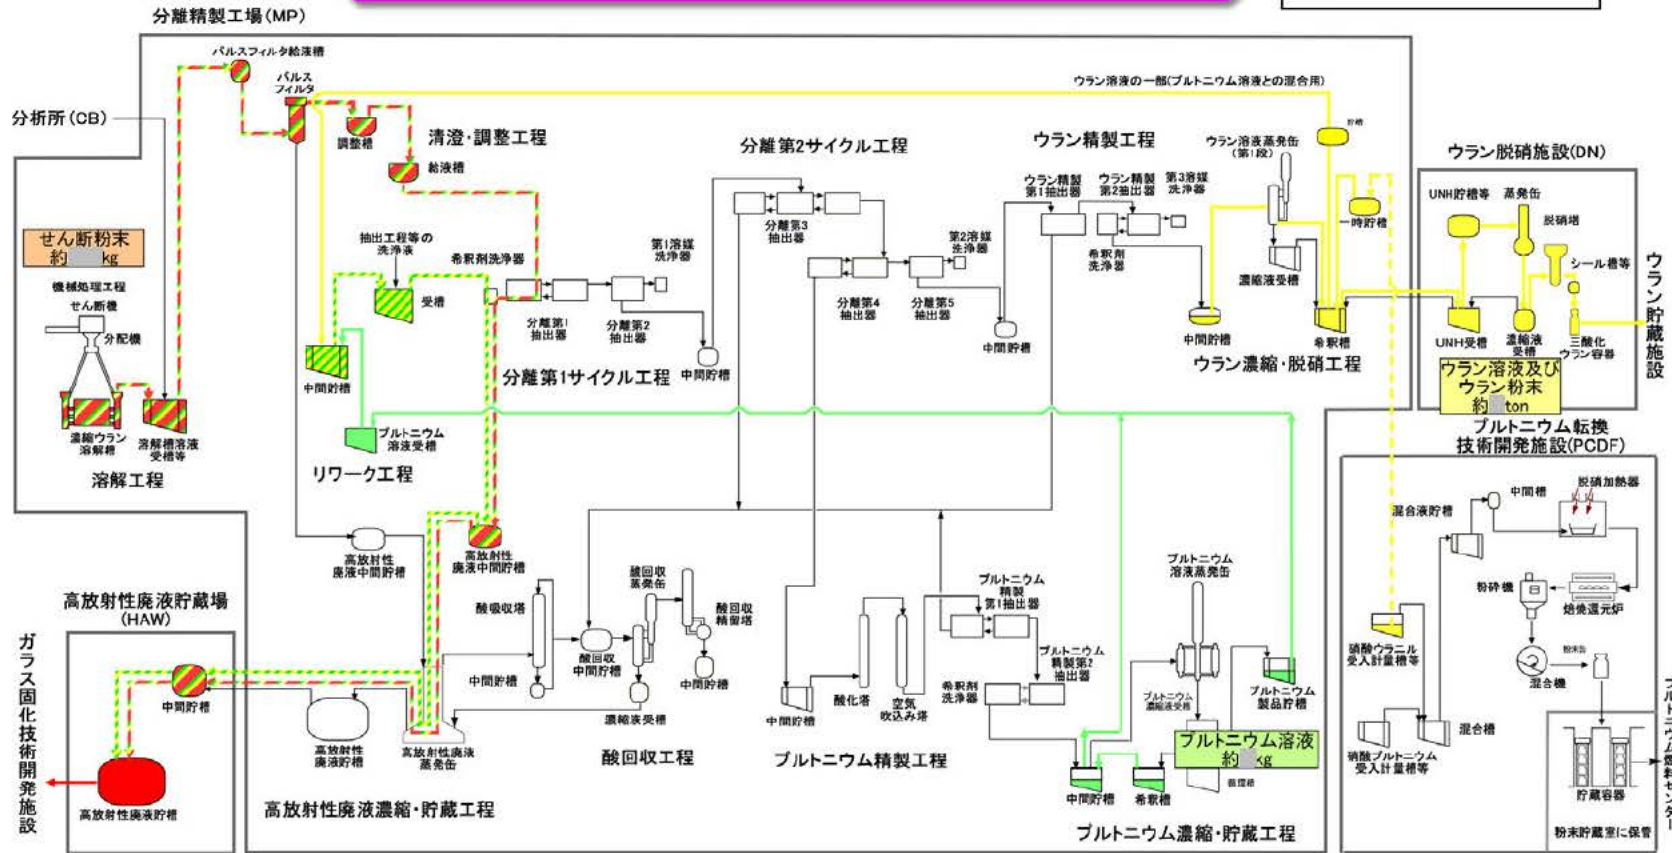 分離精製工場(MP)
パルスフィルタ給液槽
パルス
フィルタ
分析所(CB)
調整槽
清澄・調整工程
給液槽
ウラン溶液の一部(プルトニウム溶液との混合用)
貯槽
分離第2サイクル工程
ウラン精製工程
ウラン溶液蒸発缶
(第1段)
ウラン脱硝施設(DN)
せん断粉末
約 kg
機械処理工程
せん断機
分配機
濃縮ウラン
溶解槽
溶解槽溶液
受槽等
溶解工程
抽出工程等の
洗浄液
受槽
希釈剤洗浄器
第1溶媒
洗浄器
分離第1
抽出器
分離第2
抽出器
中間貯槽
分離第1サイクル工程
中間貯槽
プルトニウム
溶液受槽
リワーク工程
分離第3
抽出器
分離第4
抽出器
分離第5
抽出器
第2溶媒
洗浄器
中間貯槽
ウラン精製
第1抽出器
ウラン精製
第2抽出器
第3溶媒
洗浄器
希釈剤
洗浄器
中間貯槽
濃縮液受槽
一時貯槽
希釈槽
ウラン濃縮・脱硝工程
UNH貯槽等
蒸発缶
脱硝塔
シール槽等
UNH受槽
濃縮液
受槽
三酸化
ウラン容器
ウラン貯蔵施設
ウラン溶液及び
ウラン粉末
約 ton
プルトニウム転換
技術開発施設(PCDF)
中間槽
脱硝加熱器
混合液貯槽
粉砕機
焙焼還元炉
硝酸ウラニル
受入計量槽等
混合機
粉末缶
硝酸プルトニウム
受入計量槽等
混合槽
貯蔵容器
粉末貯蔵室に保管
プルトニウム燃料センター
高放射性
廃液中間貯槽
高放射性
廃液中間貯槽
高放射性廃液貯蔵場
(HAW)
ガラス固化技術開発施設
中間貯槽
高放射性廃液貯槽
高放射性
廃液貯槽
高放射性廃液
蒸発缶
高放射性廃液濃縮・貯蔵工程
酸吸収塔
中間貯槽
酸回収
中間貯槽
酸回収
蒸発缶
酸回収
精留塔
中間貯槽
濃縮液受槽
酸回収工程
中間貯槽
酸化塔
空気
吹込み塔
プルトニウム
精製
第1抽出器
プルトニウム
精製第2
抽出器
希釈剤
洗浄器
プルトニウム精製工程
プルトニウム
溶液蒸発缶
プルトニウム
濃縮液受槽
プルトニウム
製品貯槽
プルトニウム溶液
約 kg
循環槽
中間貯槽
希釈槽
プルトニウム濃縮・貯蔵工程